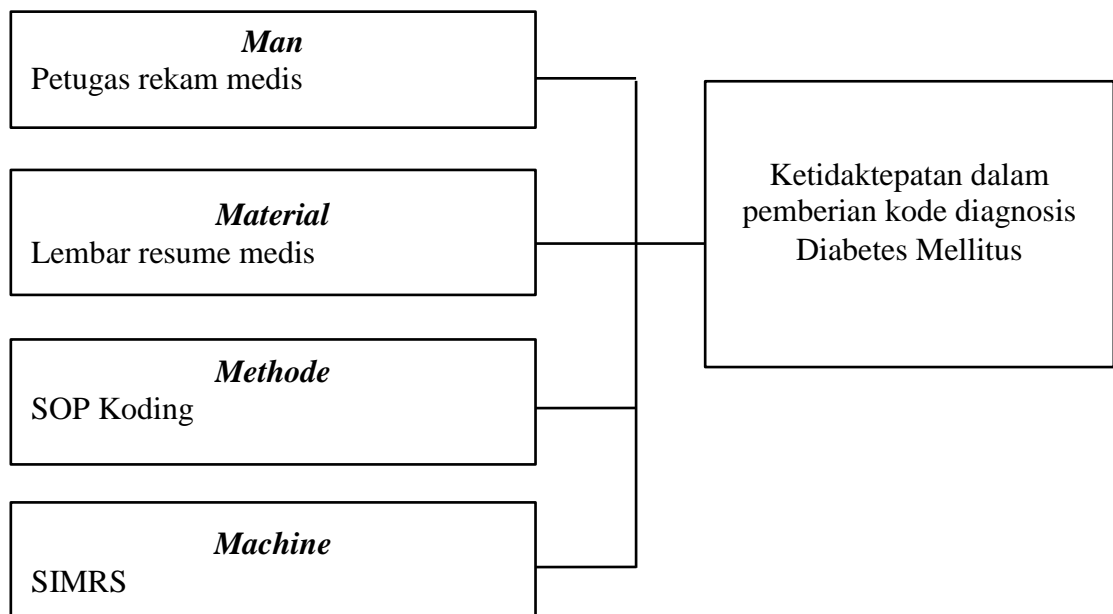 Man
Petugas rekam medis
Material
Lembar resume medis
Methode
SOP Koding
Machine
SIMRS
Ketidaktepatan dalam
pemberian kode diagnosis
Diabetes Mellitus